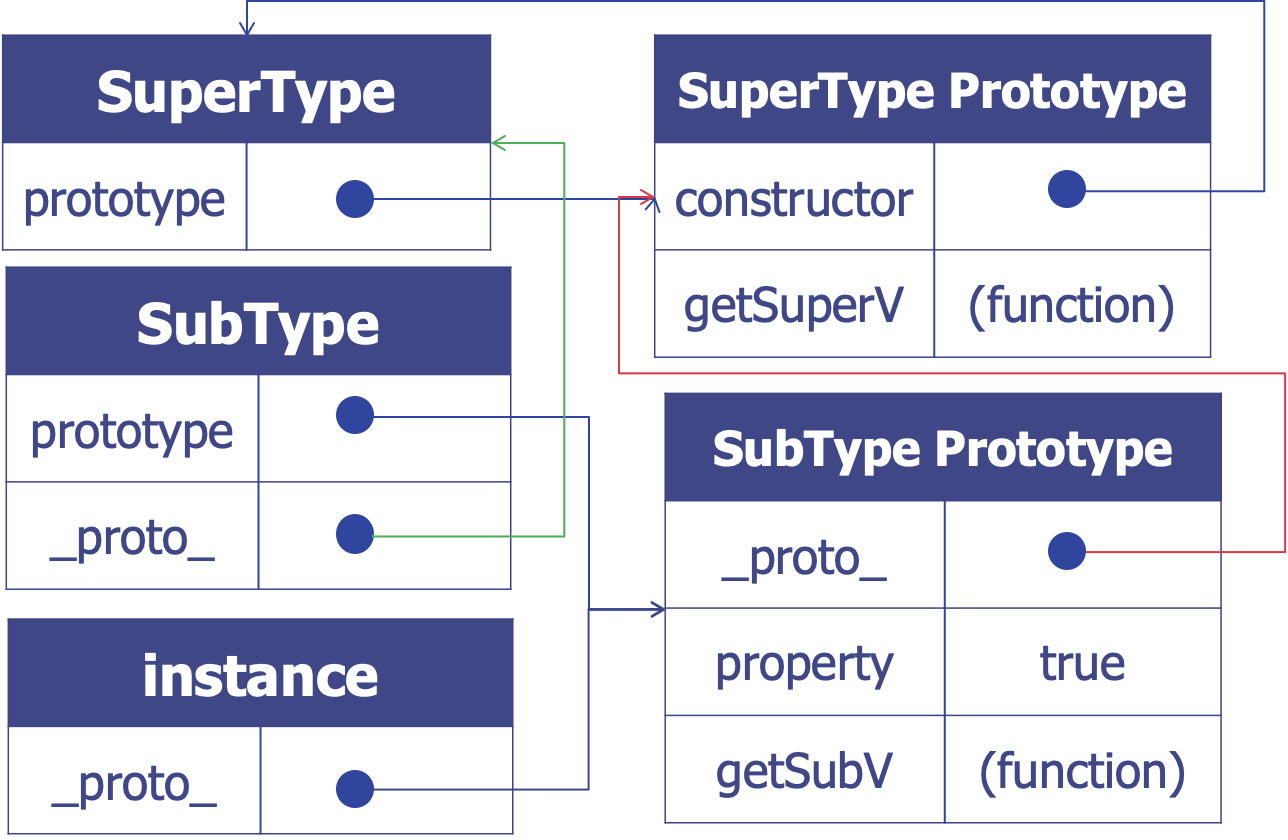 SuperType
prototype
SuperType Prototype
constructor
getSuperV (function)
SubType
prototype
_proto_
SubType Prototype
_proto_
property true
getSubV (function)
instance
_proto_